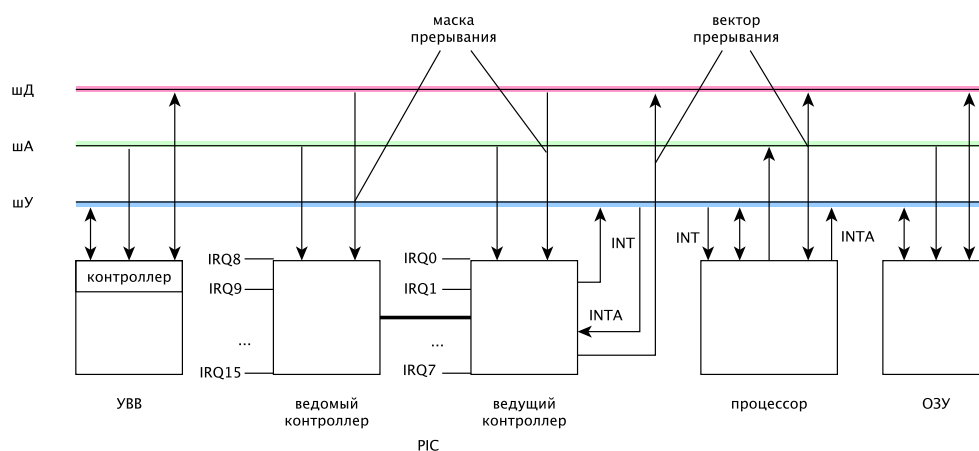 маска
прерывания
вектор
прерывания
шД
шА
шУ
INT
INT
INTA
IRQ8
IRQ0
контроллер
IRQ9
IRQ1
INTA
...
...
IRQ15
IRQ7
УВВ
ведомый
контроллер
ведущий
контроллер
процессор
ОЗУ
PIC